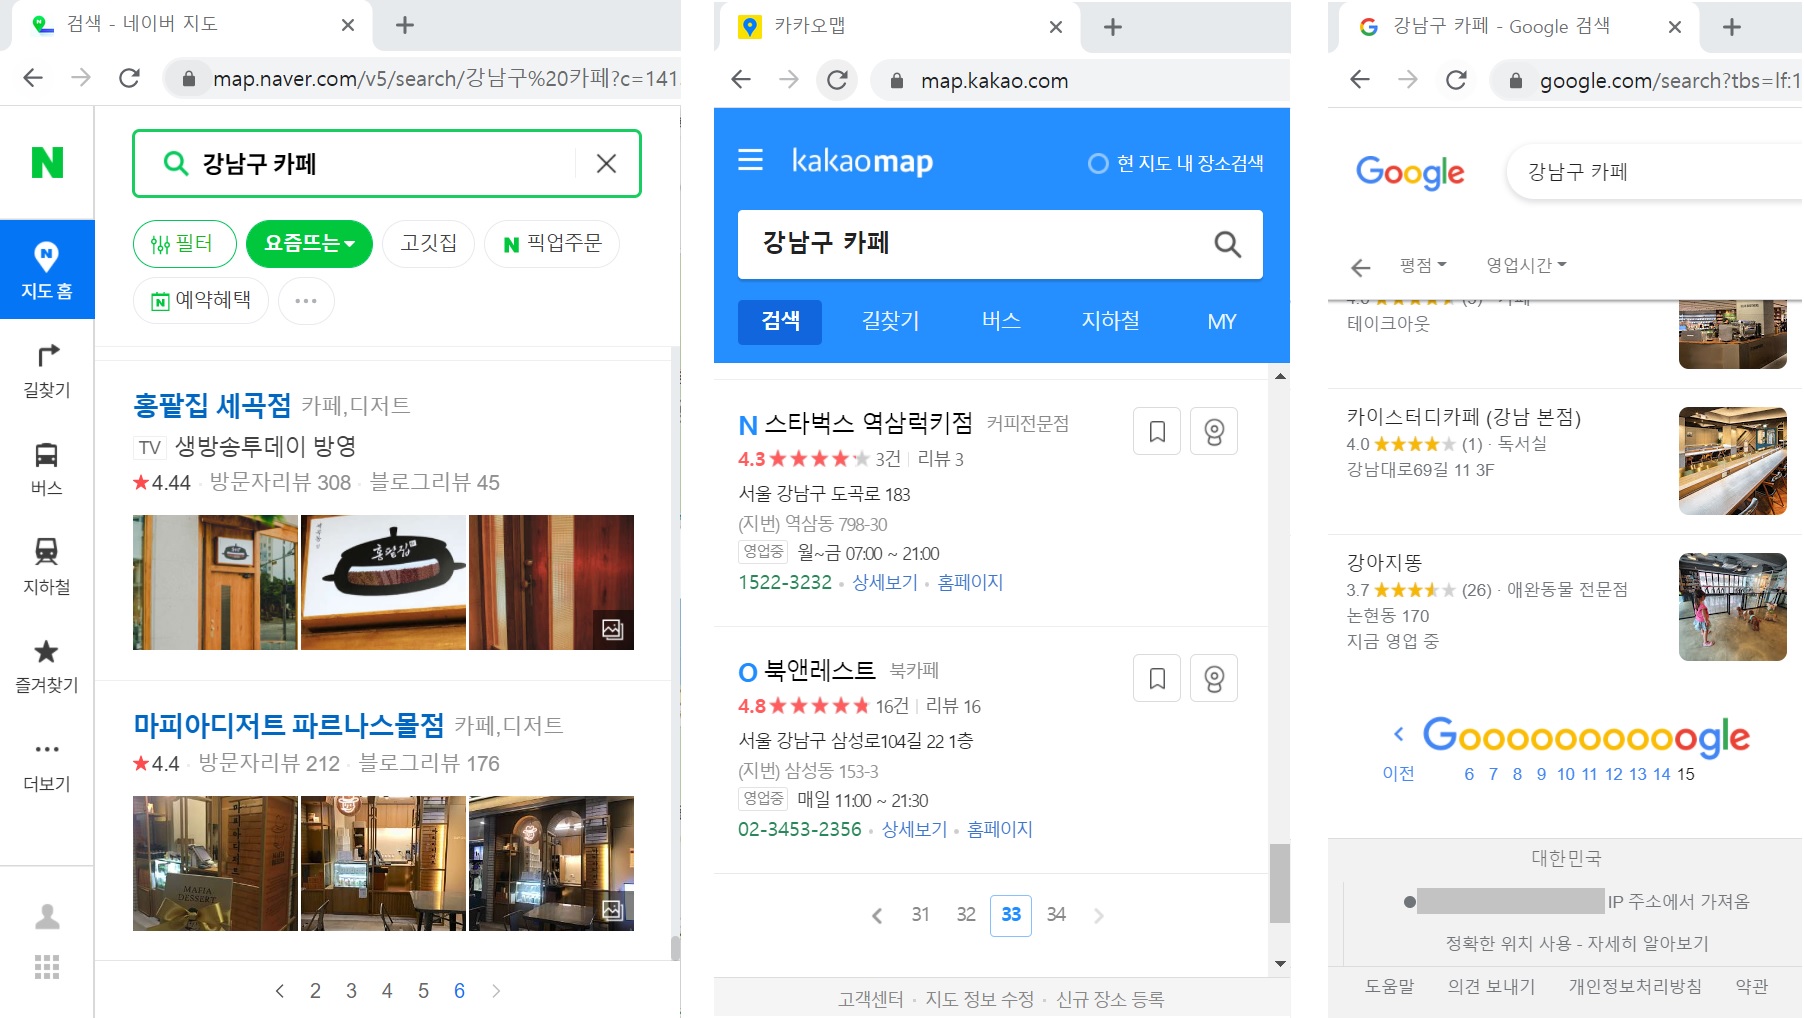 검색 - 네이버 지도
map.naver.com/v5/search/강남구%20카페?c=141
N
강남구 카페
필터
요즘뜨는
고깃집
N 픽업주문
N 예약혜택
지도 홈
길찾기
버스
지하철
즐겨찾기
더보기
홍팥집 세곡점 카페,디저트
TV 생방송투데이 방영
★4.44 · 방문자리뷰 308 · 블로그리뷰 45
홍팥집
마피아디저트 파르나스몰점 카페,디저트
★4.4 · 방문자리뷰 212 · 블로그리뷰 176
MAFIA
DESSERT
2 3 4 5 6
카카오맵
map.kakao.com
kakaomap
현 지도 내 장소검색
강남구 카페
검색 길찾기 버스 지하철 MY
N 스타벅스 역삼럭키점 커피전문점
4.3 ★★★★★ 3건 | 리뷰 3
서울 강남구 도곡로 183
(지번) 역삼동 798-30
영업중 월~금 07:00 ~ 21:00
1522-3232 • 상세보기 • 홈페이지
O 북앤레스트 북카페
4.8 ★★★★★ 16건 | 리뷰 16
서울 강남구 삼성로104길 22 1층
(지번) 삼성동 153-3
영업중 매일 11:00 ~ 21:30
02-3453-2356 • 상세보기 • 홈페이지
31 32 33 34
고객센터 · 지도 정보 수정 · 신규 장소 등록
강남구 카페 - Google 검색
google.com/search?tbs=lf:1
Google
강남구 카페
평점
영업시간
테이크아웃
카이스터디카페 (강남 본점)
4.0 ★★★★★ (1) · 독서실
강남대로69길 11 3F
강아지똥
3.7 ★★★★★ (26) · 애완동물 전문점
논현동 170
지금 영업 중
Goooooooooogle
이전 6 7 8 9 10 11 12 13 14 15
대한민국
IP 주소에서 가져옴
정확한 위치 사용 - 자세히 알아보기
도움말 의견 보내기 개인정보처리방침 약관